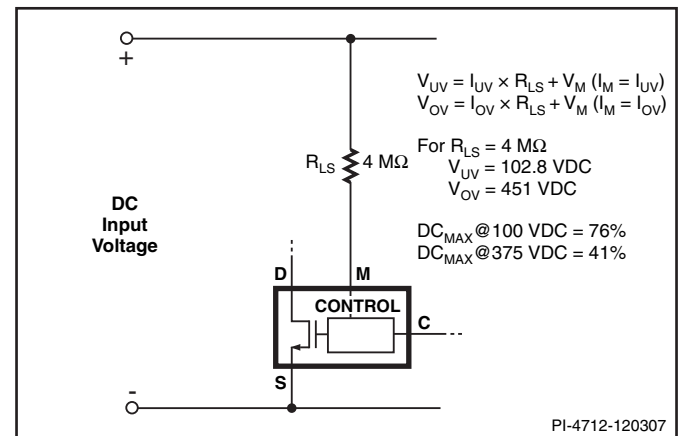 +
V_UV = I_UV × R_LS + V_M (I_M = I_UV)
V_OV = I_OV × R_LS + V_M (I_M = I_OV)
For R_LS = 4 MΩ
V_UV = 102.8 VDC
V_OV = 451 VDC
R_LS 4 MΩ
DC
Input
Voltage
DC_MAX@100 VDC = 76%
DC_MAX@375 VDC = 41%
D M
CONTROL
C
S
-
PI-4712-120307